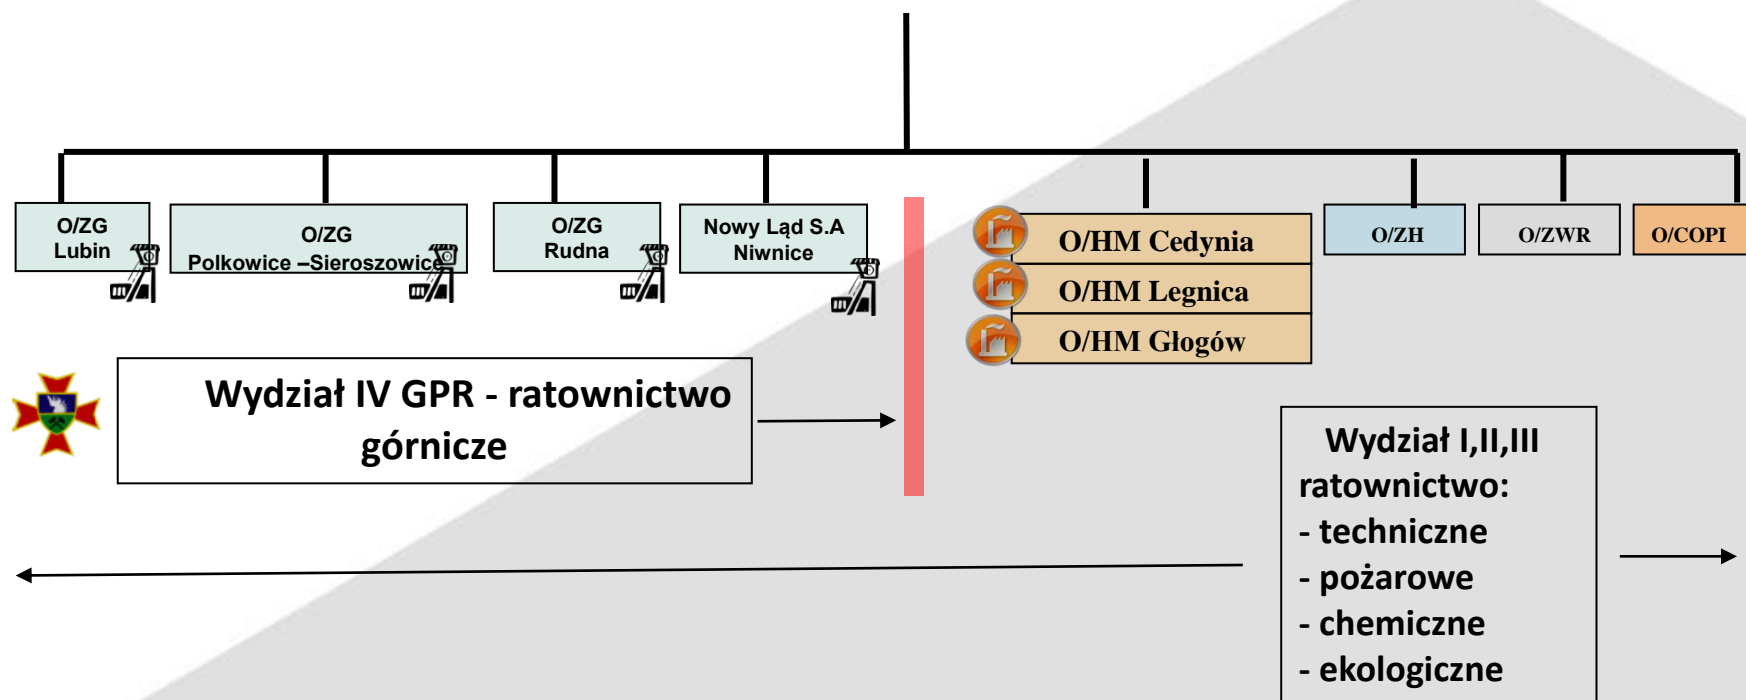 O/ZG
Lubin
O/ZG
Polkowice –Sieroszowice
O/ZG
Rudna
Nowy Ląd S.A
Niwnice
O/HM Cedynia
O/HM Legnica
O/HM Głogów
O/ZH
O/ZWR
O/COPI
Wydział IV GPR - ratownictwo
górnicze
Wydział I,II,III
ratownictwo:
- techniczne
- pożarowe
- chemiczne
- ekologiczne